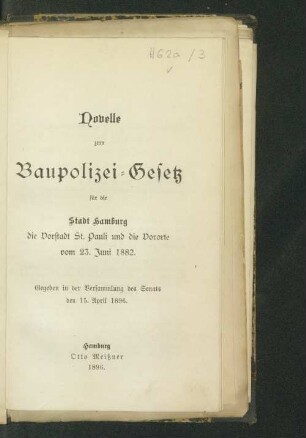 H62a / 3
Novelle
zum
Baupolizei-Gesetz
für die
Stadt Hamburg
die Vorstadt St. Pauli und die Vororte
vom 23. Juni 1882.
Gegeben in der Versammlung des Senats
den 15. April 1896.
Hamburg
Otto Meißner
1896.